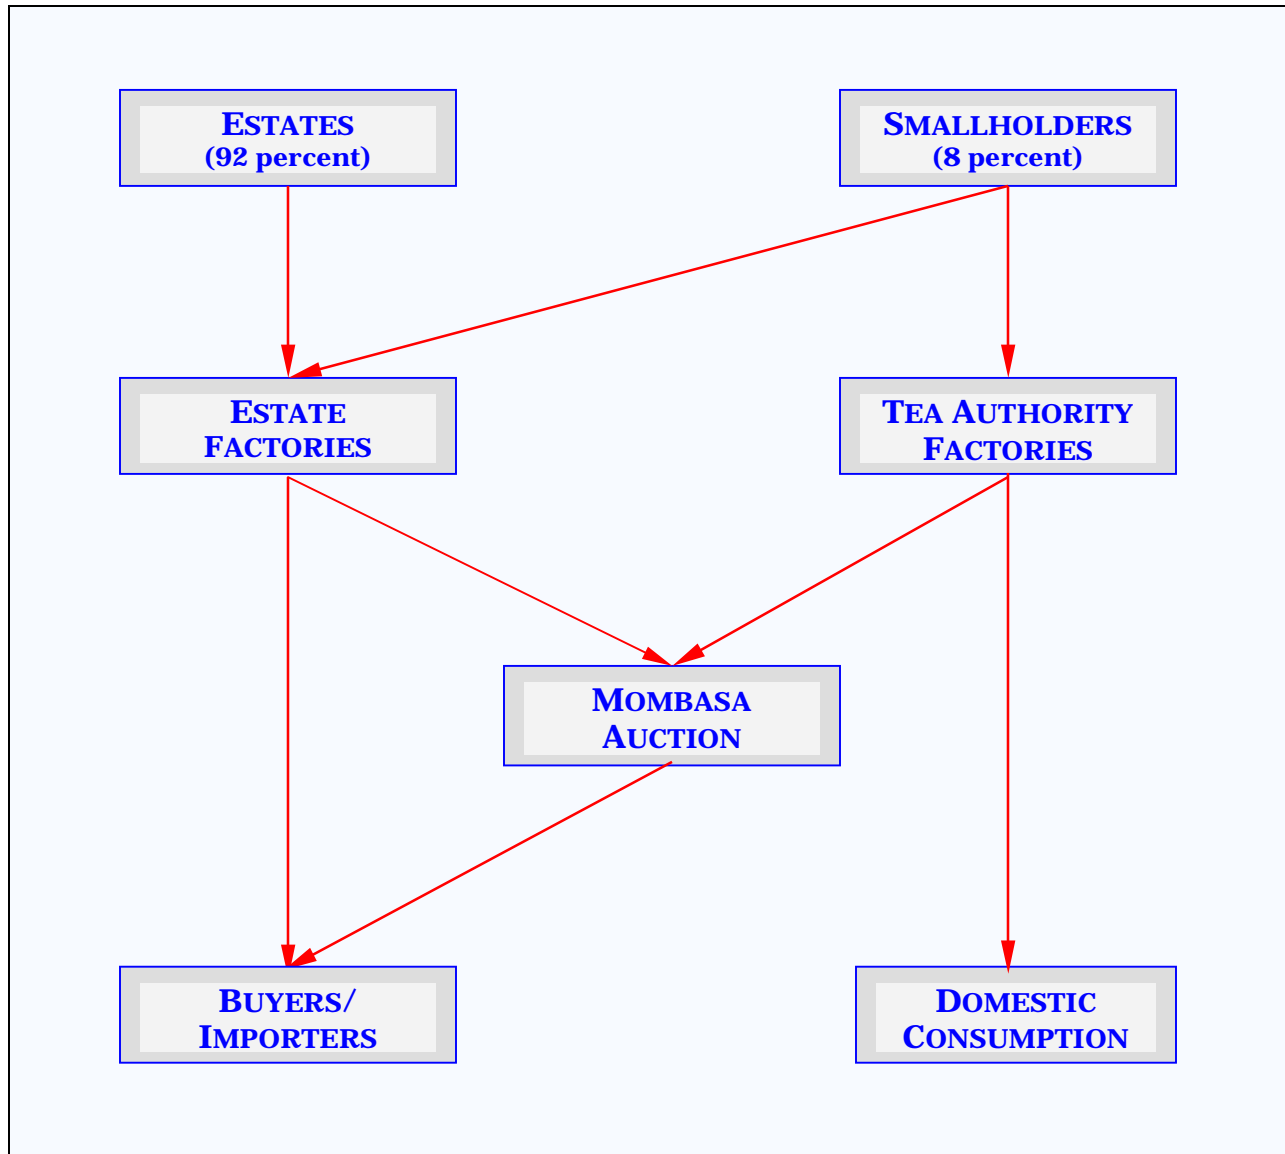 ESTATES
(92 percent)
SMALLHOLDERS
(8 percent)
ESTATE
FACTORIES
TEA AUTHORITY
FACTORIES
MOMBASA
AUCTION
BUYERS/
IMPORTERS
DOMESTIC
CONSUMPTION